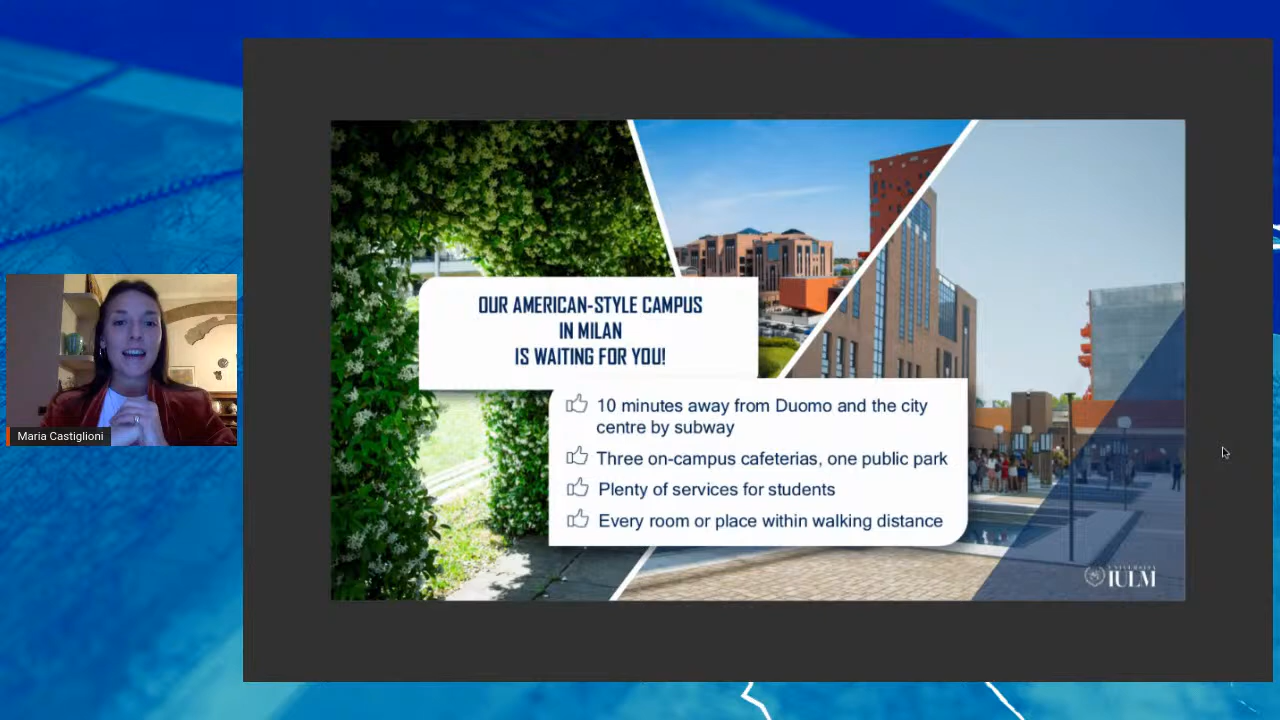 OUR AMERICAN-STYLE CAMPUS
IN MILAN
IS WAITING FOR YOU!
10 minutes away from Duomo and the city
centre by subway
Three on-campus cafeterias, one public park
Plenty of services for students
Every room or place within walking distance
Maria Castiglioni
UNIVERSITÀ
IULM